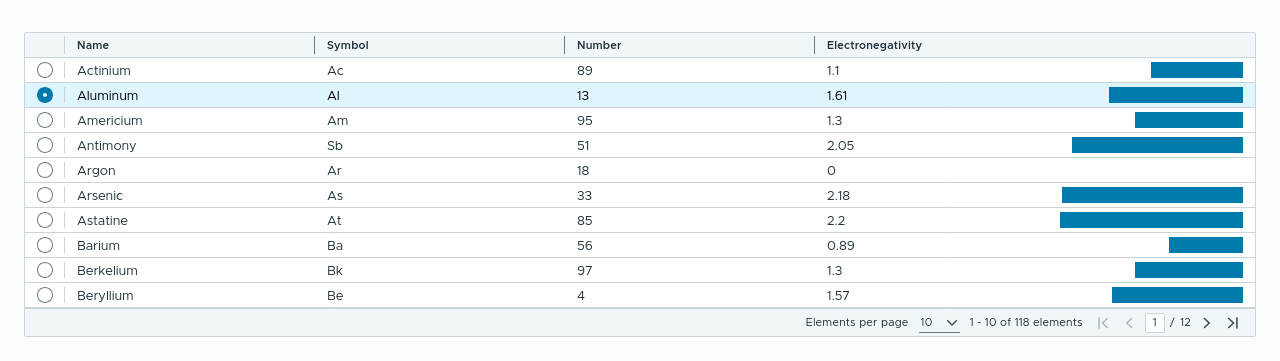 Name Symbol Number Electronegativity
Actinium Ac 89 1.1
Aluminum Al 13 1.61
Americium Am 95 1.3
Antimony Sb 51 2.05
Argon Ar 18 0
Arsenic As 33 2.18
Astatine At 85 2.2
Barium Ba 56 0.89
Berkelium Bk 97 1.3
Beryllium Be 4 1.57
Elements per page 10 1 - 10 of 118 elements 1 / 12